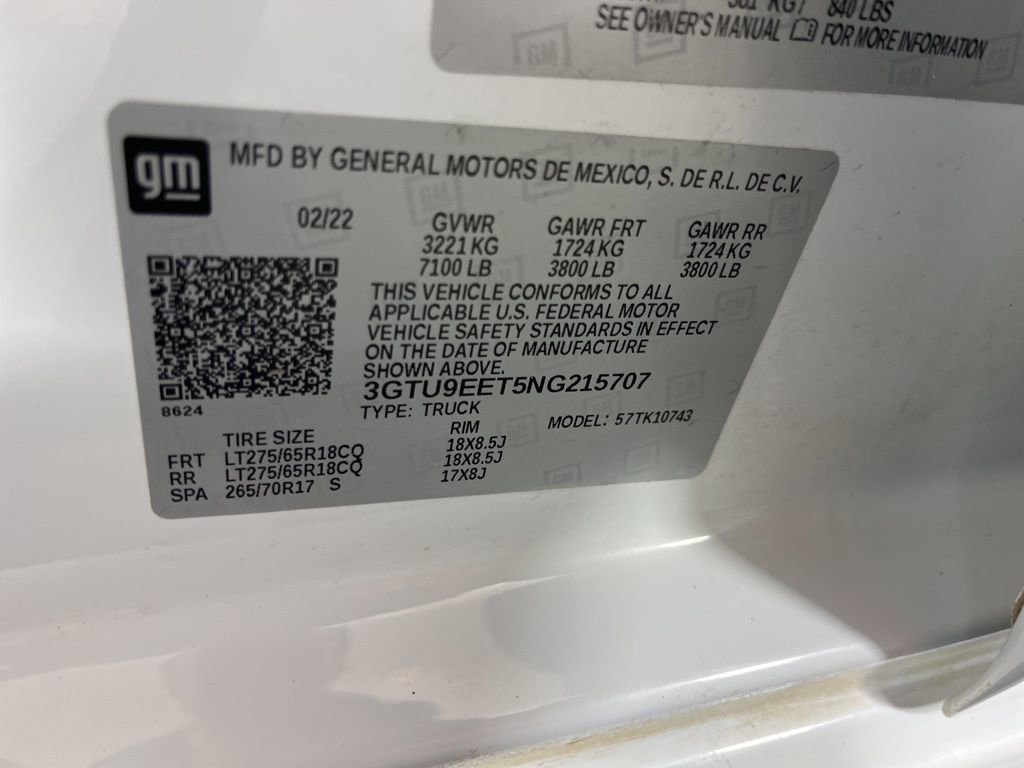 840 LBS
SEE OWNER'S MANUAL FOR MORE INFORMATION
gm
MFD BY GENERAL MOTORS DE MEXICO, S. DE R.L. DE C.V.
02/22 GVWR GAWR FRT GAWR RR
3221 KG 1724 KG 1724 KG
7100 LB 3800 LB 3800 LB
THIS VEHICLE CONFORMS TO ALL
APPLICABLE U.S. FEDERAL MOTOR
VEHICLE SAFETY STANDARDS IN EFFECT
ON THE DATE OF MANUFACTURE
SHOWN ABOVE.
3GTU9EET5NG215707
8624
TYPE: TRUCK MODEL: 57TK10743
TIRE SIZE RIM
FRT LT275/65R18CQ 18X8.5J
RR LT275/65R18CQ 18X8.5J
SPA 265/70R17 S 17X8J